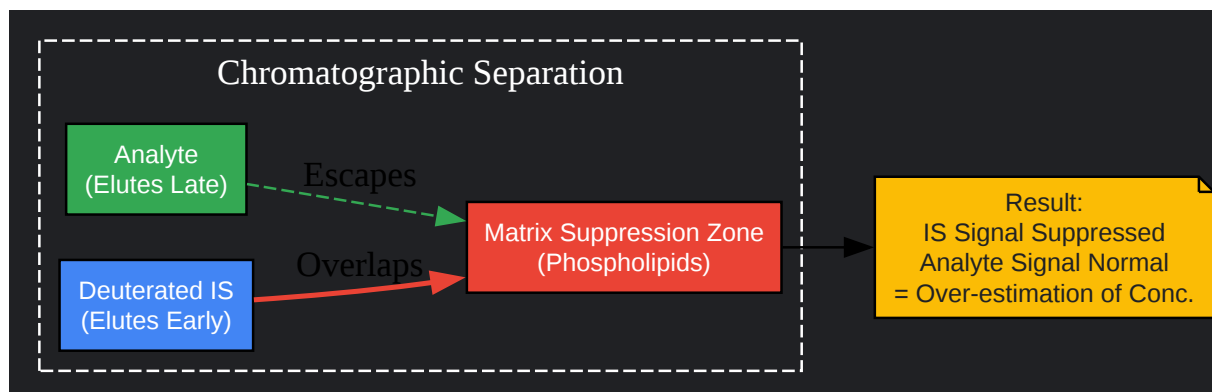 Chromatographic Separation
Analyte
(Elutes Late)
Escapes
Matrix Suppression Zone
(Phospholipids)
Overlaps
Deuterated IS
(Elutes Early)
Result:
IS Signal Suppressed
Analyte Signal Normal
= Over-estimation of Conc.